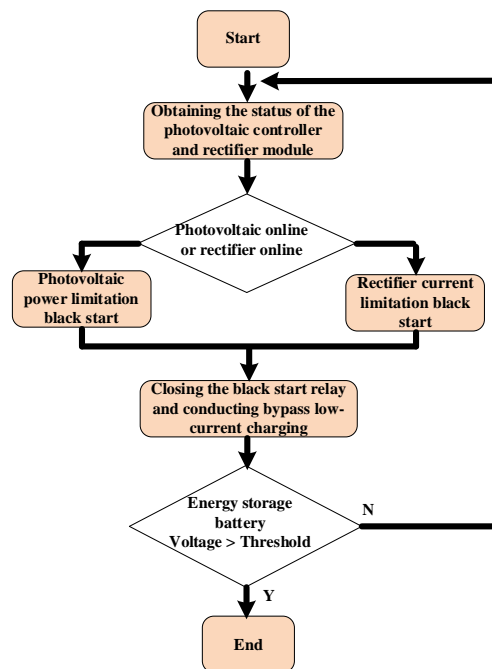 Start
Obtaining the status of the
photovoltaic controller
and rectifier module
Photovoltaic online
or rectifier online
Photovoltaic
power limitation
black start
Rectifier current
limitation black
start
Closing the black start relay
and conducting bypass low-
current charging
Energy storage
battery
Voltage > Threshold
N
Y
End